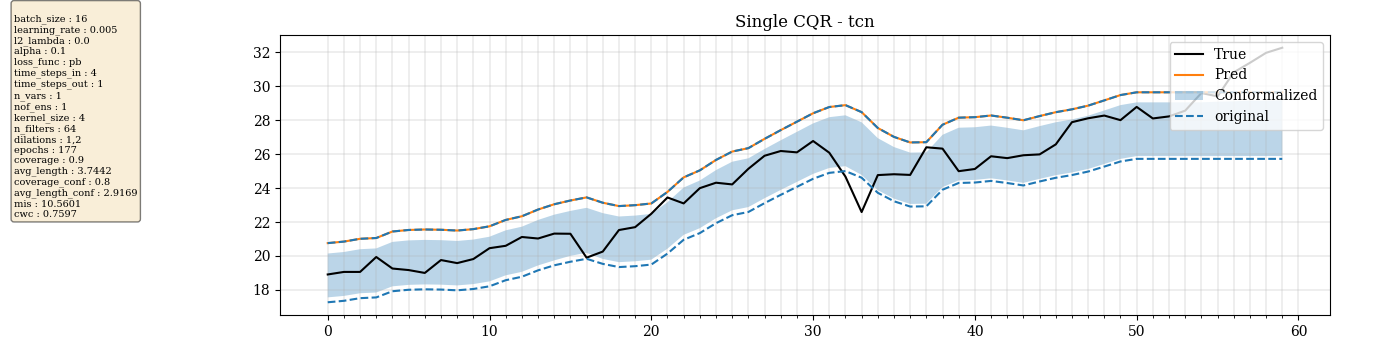 Single CQR - tcn
batch_size : 16
learning_rate : 0.005
l2_lambda : 0.0
alpha : 0.1
loss_func : pb
time_steps_in : 4
time_steps_out : 1
n_vars : 1
nof_ens : 1
kernel_size : 4
n_filters : 64
dilations : 1,2
epochs : 177
coverage : 0.9
avg_length : 3.7442
coverage_conf : 0.8
avg_length_conf : 2.9169
mis : 10.5601
cwc : 0.7597
32
30
28
26
24
22
20
18
True
Pred
Conformalized
original
0 10 20 30 40 50 60